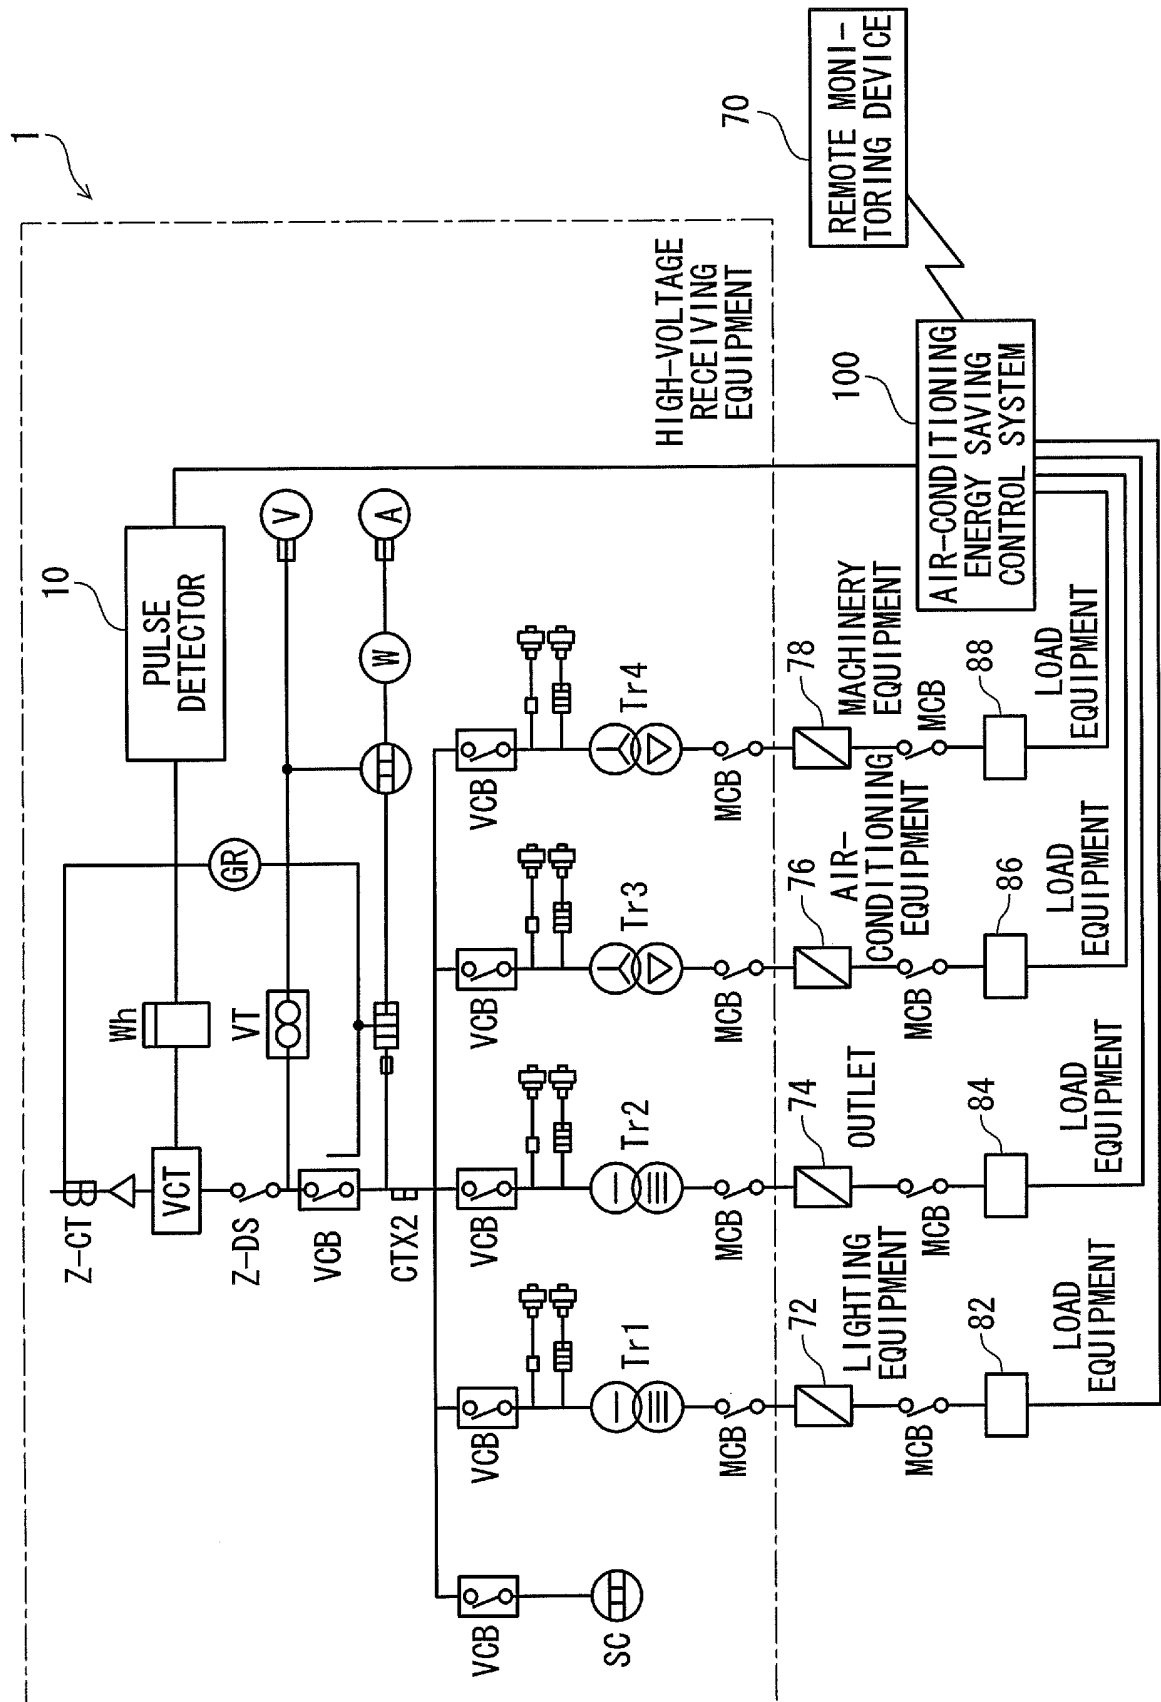 1
Z-CT
VCT
Wh
10
PULSE
DETECTOR
GR
Z-DS
VT
V
VCB
W
A
CTX2
VCB
VCB
VCB
VCB
VCB
SC
Tr1
Tr2
Tr3
Tr4
HIGH-VOLTAGE
RECEIVING
EQUIPMENT
MCB
MCB
MCB
MCB
72
LIGHTING
EQUIPMENT
74
OUTLET
76
AIR-
CONDITIONING
EQUIPMENT
78
MACHINERY
EQUIPMENT
MCB
MCB
MCB
MCB
82
LOAD
EQUIPMENT
84
LOAD
EQUIPMENT
86
LOAD
EQUIPMENT
88
LOAD
EQUIPMENT
100
AIR-CONDITIONING
ENERGY SAVING
CONTROL SYSTEM
70
REMOTE MONI-
TORING DEVICE